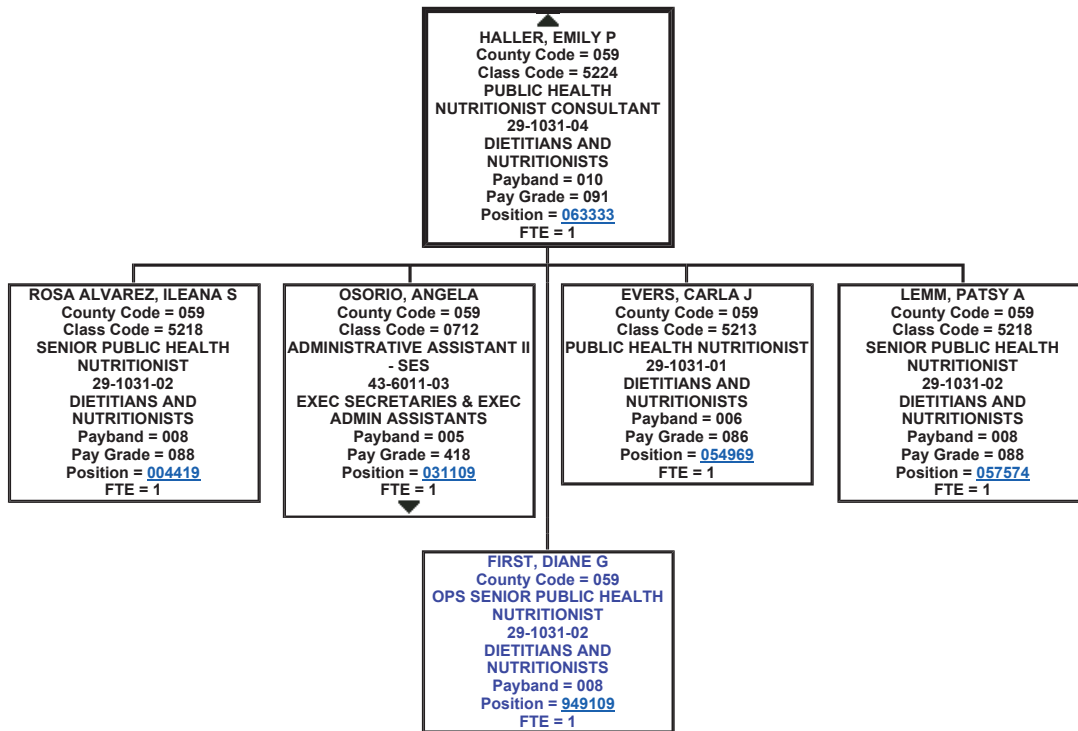 HALLER, EMILY P
County Code = 059
Class Code = 5224
PUBLIC HEALTH
NUTRITIONIST CONSULTANT
29-1031-04
DIETITIANS AND
NUTRITIONISTS
Payband = 010
Pay Grade = 091
Position = 063333
FTE = 1
ROSA ALVAREZ, ILEANA S
County Code = 059
Class Code = 5218
SENIOR PUBLIC HEALTH
NUTRITIONIST
29-1031-02
DIETITIANS AND
NUTRITIONISTS
Payband = 008
Pay Grade = 088
Position = 004419
FTE = 1
OSORIO, ANGELA
County Code = 059
Class Code = 0712
ADMINISTRATIVE ASSISTANT II
- SES
43-6011-03
EXEC SECRETARIES & EXEC
ADMIN ASSISTANTS
Payband = 005
Pay Grade = 418
Position = 031109
FTE = 1
EVERS, CARLA J
County Code = 059
Class Code = 5213
PUBLIC HEALTH NUTRITIONIST
29-1031-01
DIETITIANS AND
NUTRITIONISTS
Payband = 006
Pay Grade = 086
Position = 054969
FTE = 1
LEMM, PATSY A
County Code = 059
Class Code = 5218
SENIOR PUBLIC HEALTH
NUTRITIONIST
29-1031-02
DIETITIANS AND
NUTRITIONISTS
Payband = 008
Pay Grade = 088
Position = 057574
FTE = 1
FIRST, DIANE G
County Code = 059
OPS SENIOR PUBLIC HEALTH
NUTRITIONIST
29-1031-02
DIETITIANS AND
NUTRITIONISTS
Payband = 008
Position = 949109
FTE = 1